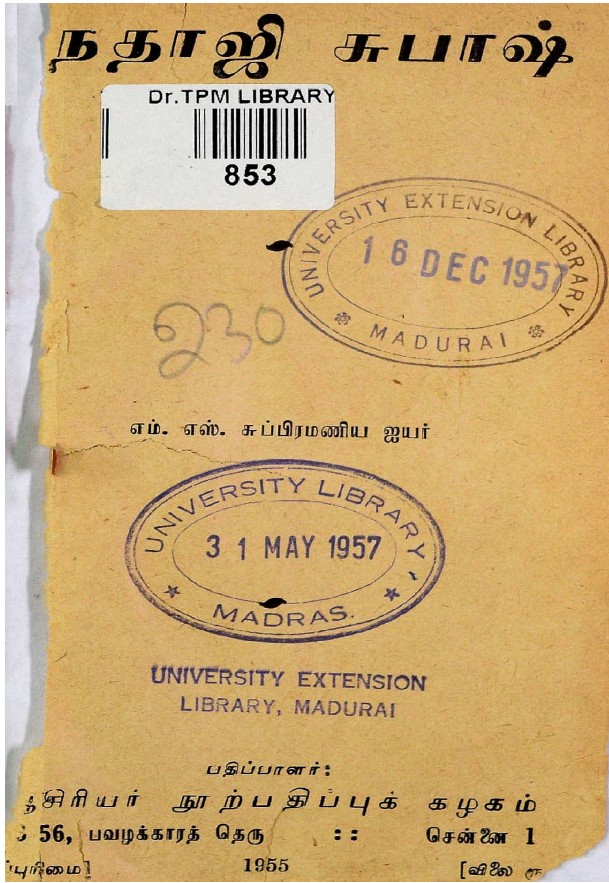 நதாஜி சுபாஷ்
Dr.TPM LIBRARY
853
UNIVERSITY EXTENSION LIBRARY
16 DEC 1957
MADURAI
எம். எஸ். சுப்பிரமணிய ஐயர்
UNIVERSITY LIBRARY
31 MAY 1957
MADRAS.
UNIVERSITY EXTENSION
LIBRARY, MADURAI
பதிப்பாளர்:
சிரியர் நூற்பதிப்புக் கழகம்
56, பவழக்காரத் தெரு :: சென்னை 1
ப்புரிமை] 1955 [விலை ரூ